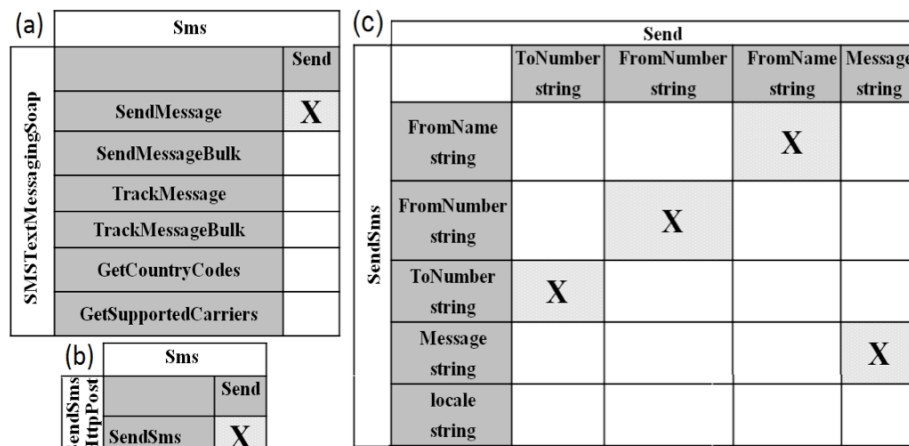 (a)
Sms
SMSTextMessagingSoap
Send
SendMessage
X
SendMessageBulk
TrackMessage
TrackMessageBulk
GetCountryCodes
GetSupportedCarriers
(b)
Sms
SendSms
HttpPost
Send
SendSms
X
(c)
Send
SendSms
ToNumber FromNumber FromName Message
string string string string
FromName
string
X
FromNumber
string
X
ToNumber
string
X
Message
string
X
locale
string